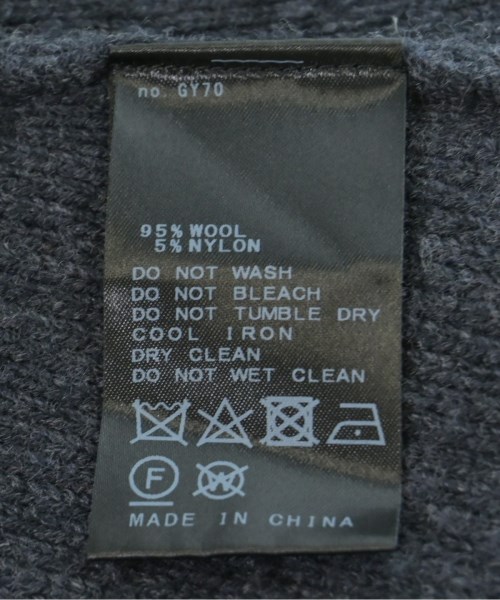 no. GY70
95% WOOL
5% NYLON
DO NOT WASH
DO NOT BLEACH
DO NOT TUMBLE DRY
COOL IRON
DRY CLEAN
DO NOT WET CLEAN
F W
MADE IN CHINA